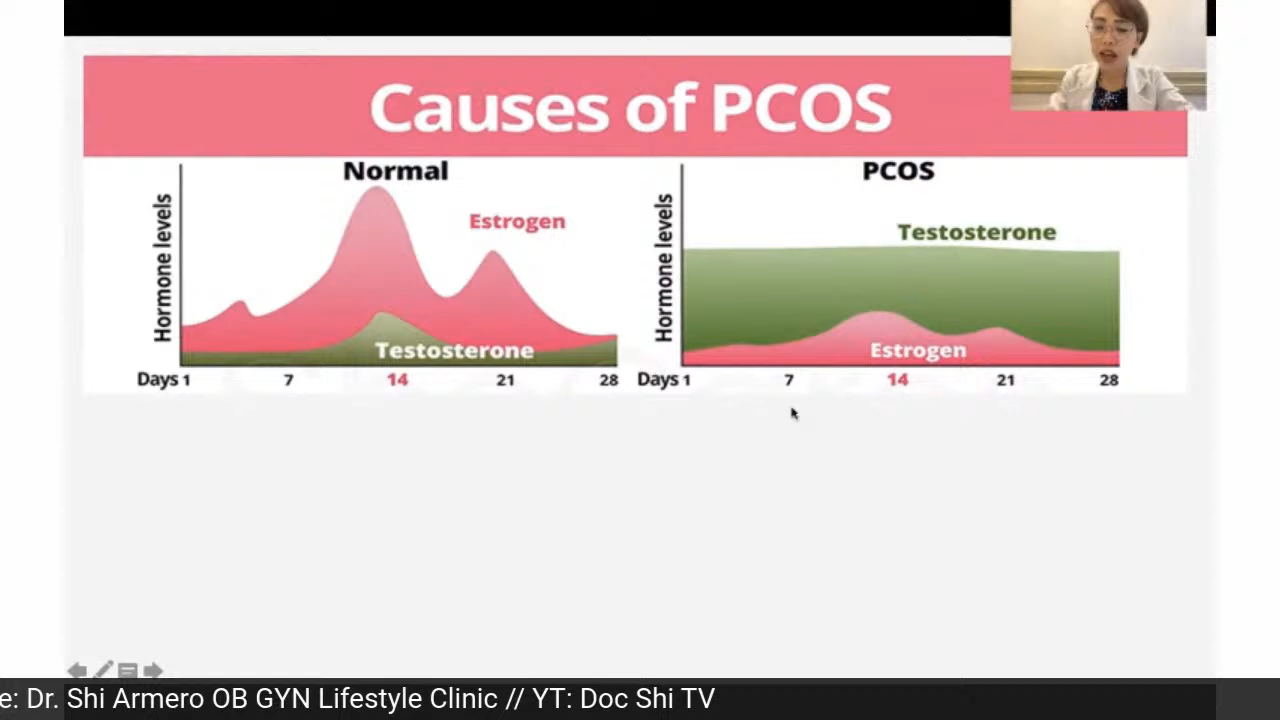 Causes of PCOS
Normal
Hormone levels
Estrogen
Testosterone
Days 1 7 14 21 28
PCOS
Hormone levels
Testosterone
Estrogen
Days 1 7 14 21 28
e: Dr. Shi Armero OB GYN Lifestyle Clinic // YT: Doc Shi TV